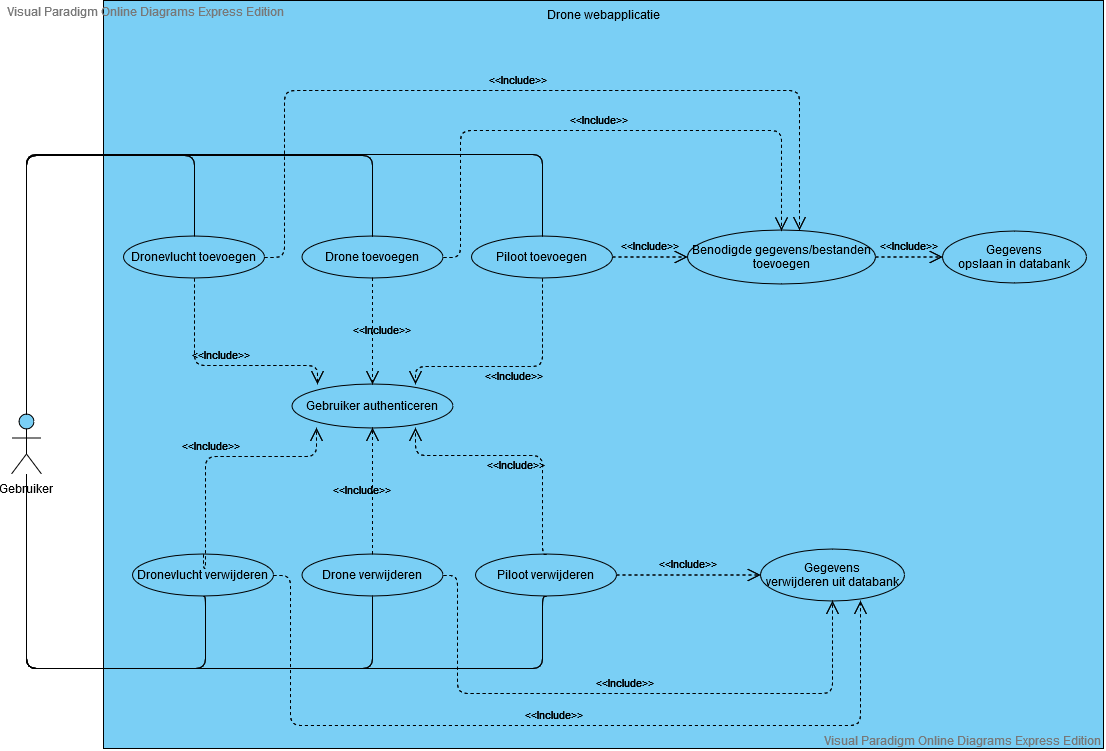 Visual Paradigm Online Diagrams Express Edition
Drone webapplicatie
<<Include>>
<<Include>>
Dronevlucht toevoegen
Drone toevoegen
Piloot toevoegen
<<Include>>
Benodigde gegevens/bestanden
toevoegen
<<Include>>
Gegevens
opslaan in databank
<<Include>>
<<Include>>
<<Include>>
Gebruiker authenticeren
Gebruiker
<<Include>>
<<Include>>
<<Include>>
Dronevlucht verwijderen
Drone verwijderen
Piloot verwijderen
<<Include>>
Gegevens
verwijderen uit databank
<<Include>>
<<Include>>
Visual Paradigm Online Diagrams Express Edition